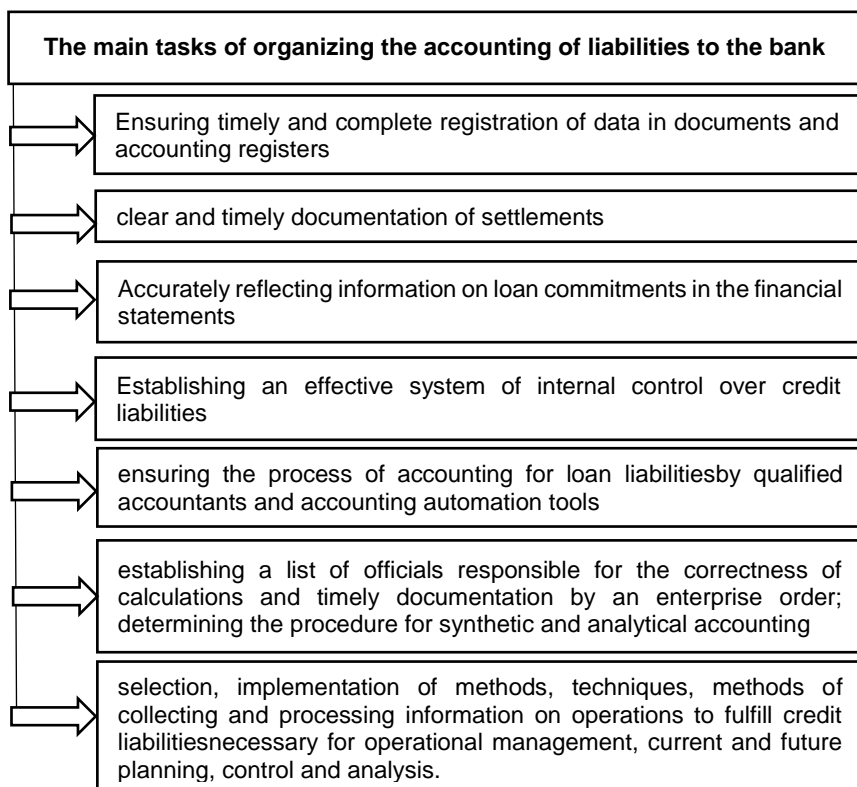 The main tasks of organizing the accounting of liabilities to the bank
Ensuring timely and complete registration of data in documents and
accounting registers
clear and timely documentation of settlements
Accurately reflecting information on loan commitments in the financial
statements
Establishing an effective system of internal control over credit
liabilities
ensuring the process of accounting for loan liabilitiesby qualified
accountants and accounting automation tools
establishing a list of officials responsible for the correctness of
calculations and timely documentation by an enterprise order;
determining the procedure for synthetic and analytical accounting
selection, implementation of methods, techniques, methods of
collecting and processing information on operations to fulfill credit
liabilitiesnecessary for operational management, current and future
planning, control and analysis.